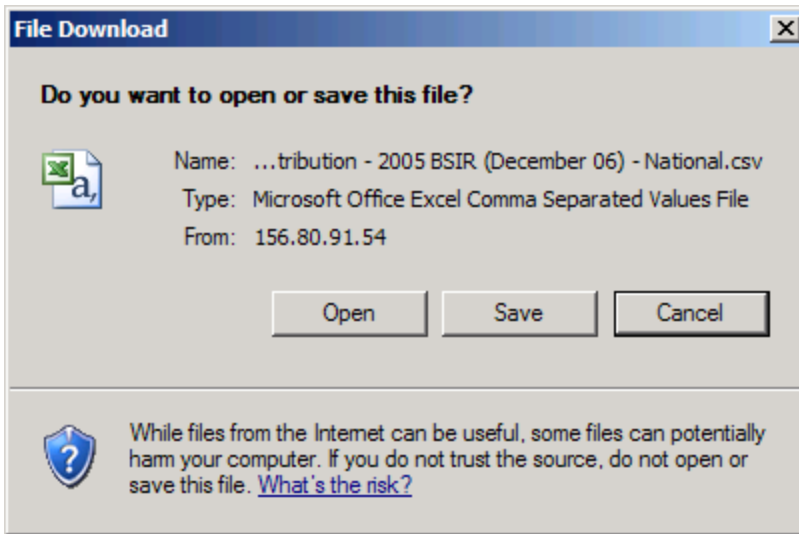 File Download
Do you want to open or save this file?
Name: ...tribution - 2005 BSIR (December 06) - National.csv
Type: Microsoft Office Excel Comma Separated Values File
From: 156.80.91.54
Open Save Cancel
While files from the Internet can be useful, some files can potentially
harm your computer. If you do not trust the source, do not open or
save this file. What's the risk?